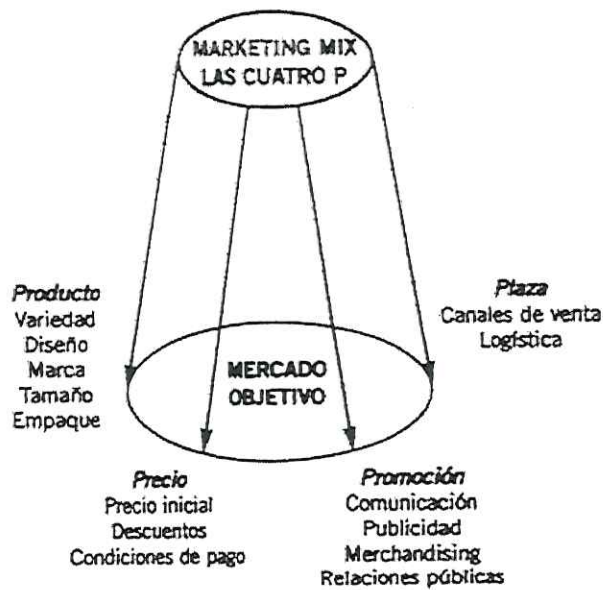 MARKETING MIX
LAS CUATRO P
Producto
Variedad
Diseño
Marca
Tamaño
Empaque
Plaza
Canales de venta
Logística
MERCADO
OBJETIVO
Precio
Precio inicial
Descuentos
Condiciones de pago
Promoción
Comunicación
Publicidad
Merchandising
Relaciones públicas